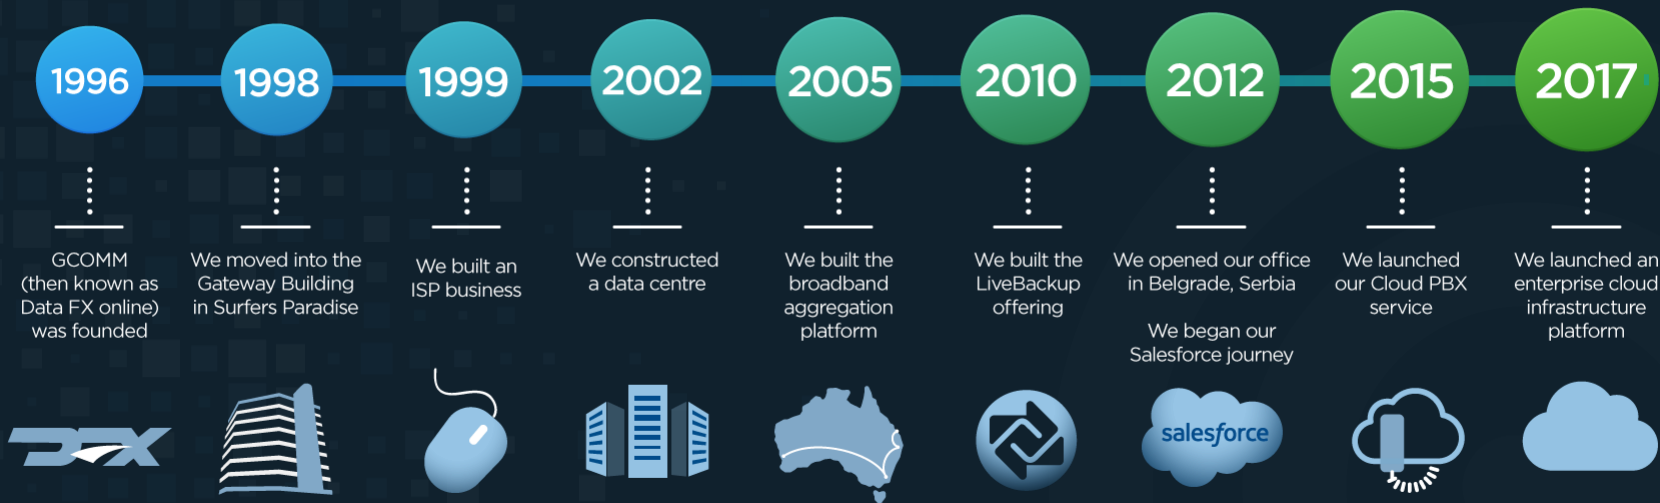 1996
1998
1999
2002
2005
2010
2012
2015
2017
GCOMM
(then known as
Data FX online)
was founded
We moved into the
Gateway Building
in Surfers Paradise
We built an
ISP business
We constructed
a data centre
We built the
broadband
aggregation
platform
We built the
LiveBackup
offering
We opened our office
in Belgrade, Serbia
We began our
Salesforce journey
We launched
our Cloud PBX
service
We launched an
enterprise cloud
infrastructure
platform
DFX
salesforce